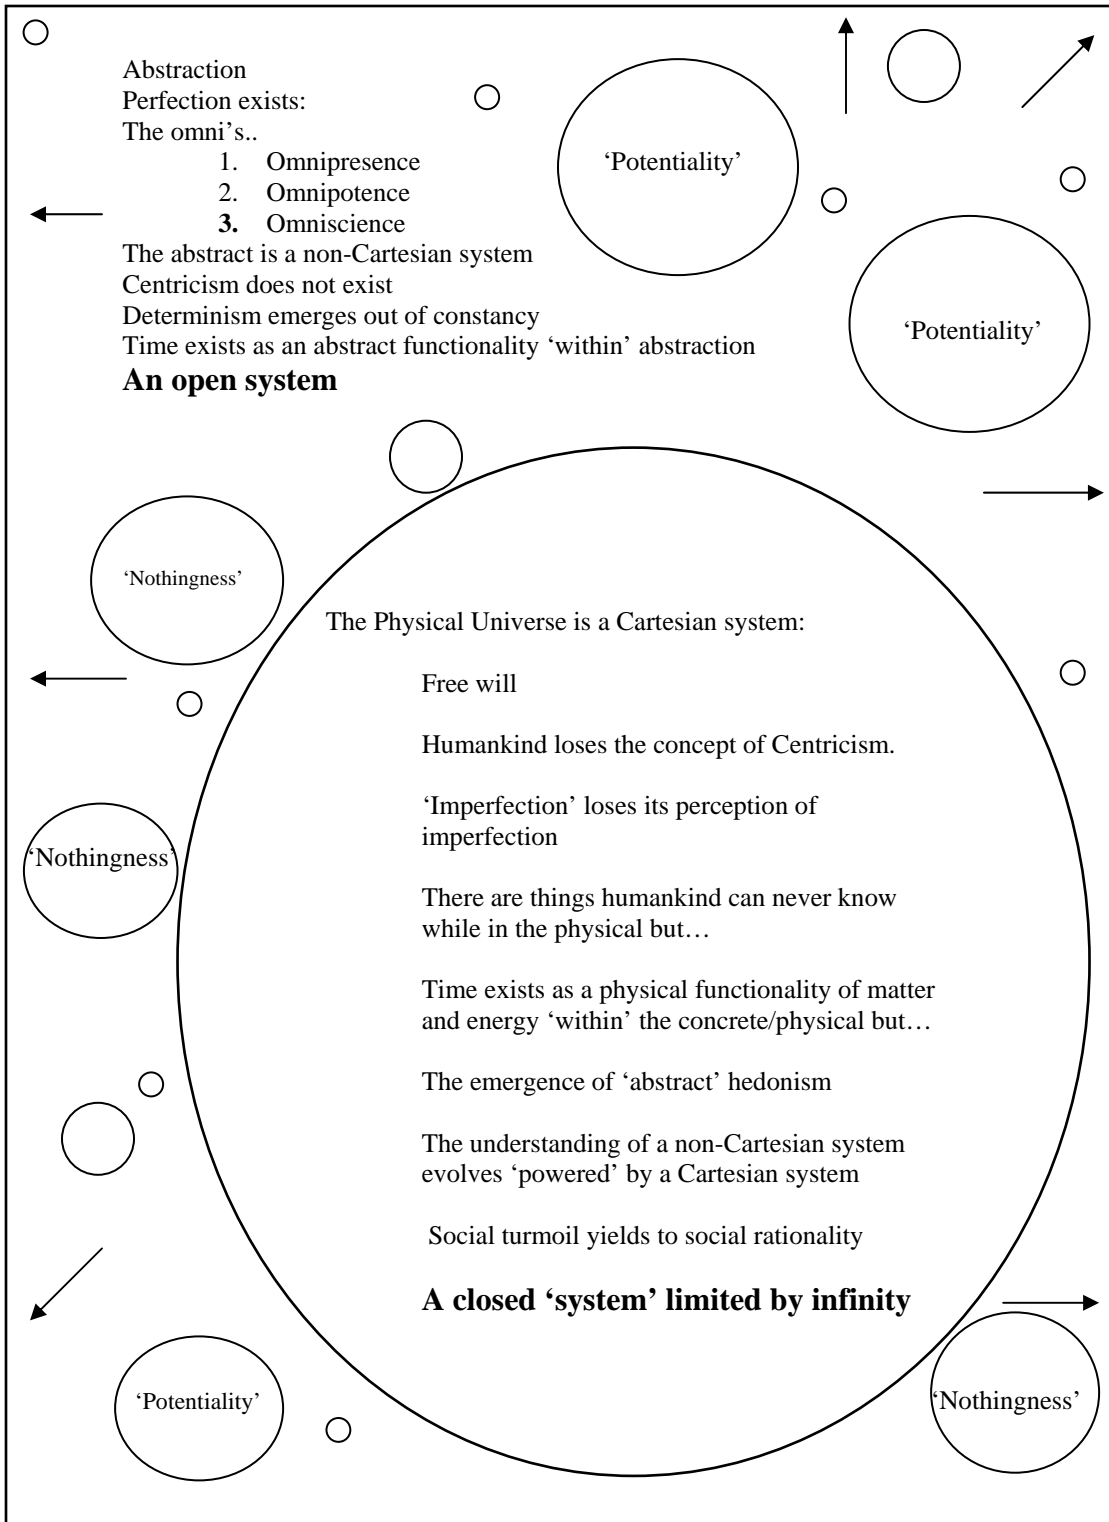 Abstraction
Perfection exists:
The omni’s..
1. Omnipresence
2. Omnipotence
3. Omniscience
The abstract is a non-Cartesian system
Centricism does not exist
Determinism emerges out of constancy
Time exists as an abstract functionality ‘within’ abstraction
An open system
‘Potentiality’
‘Potentiality’
‘Nothingness’
The Physical Universe is a Cartesian system:
Free will
Humankind loses the concept of Centricism.
‘Imperfection’ loses its perception of
imperfection
‘Nothingness’
There are things humankind can never know
while in the physical but…
Time exists as a physical functionality of matter
and energy ‘within’ the concrete/physical but…
The emergence of ‘abstract’ hedonism
The understanding of a non-Cartesian system
evolves ‘powered’ by a Cartesian system
Social turmoil yields to social rationality
A closed ‘system’ limited by infinity
‘Potentiality’
‘Nothingness’